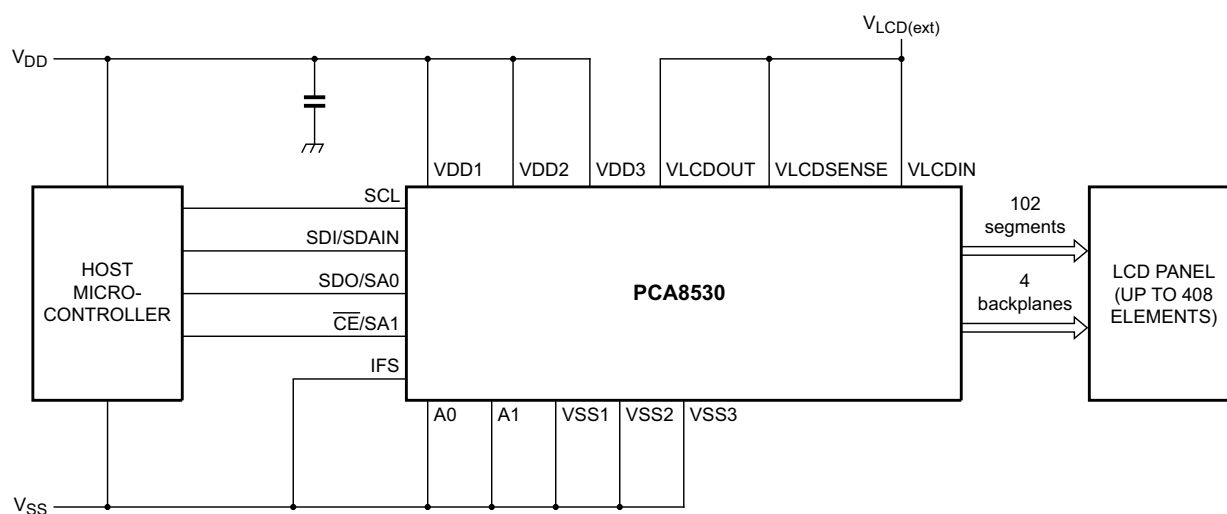 VLCD(ext)
VDD
VDD1
VDD2
VDD3
VLCDOUT
VLCDSENSE
VLCDIN
SCL
SDI/SDAIN
SDO/SA0
CE/SA1
IFS
HOST
MICRO-
CONTROLLER
PCA8530
102
segments
4
backplanes
LCD PANEL
(UP TO 408
ELEMENTS)
A0
A1
VSS1
VSS2
VSS3
VSS